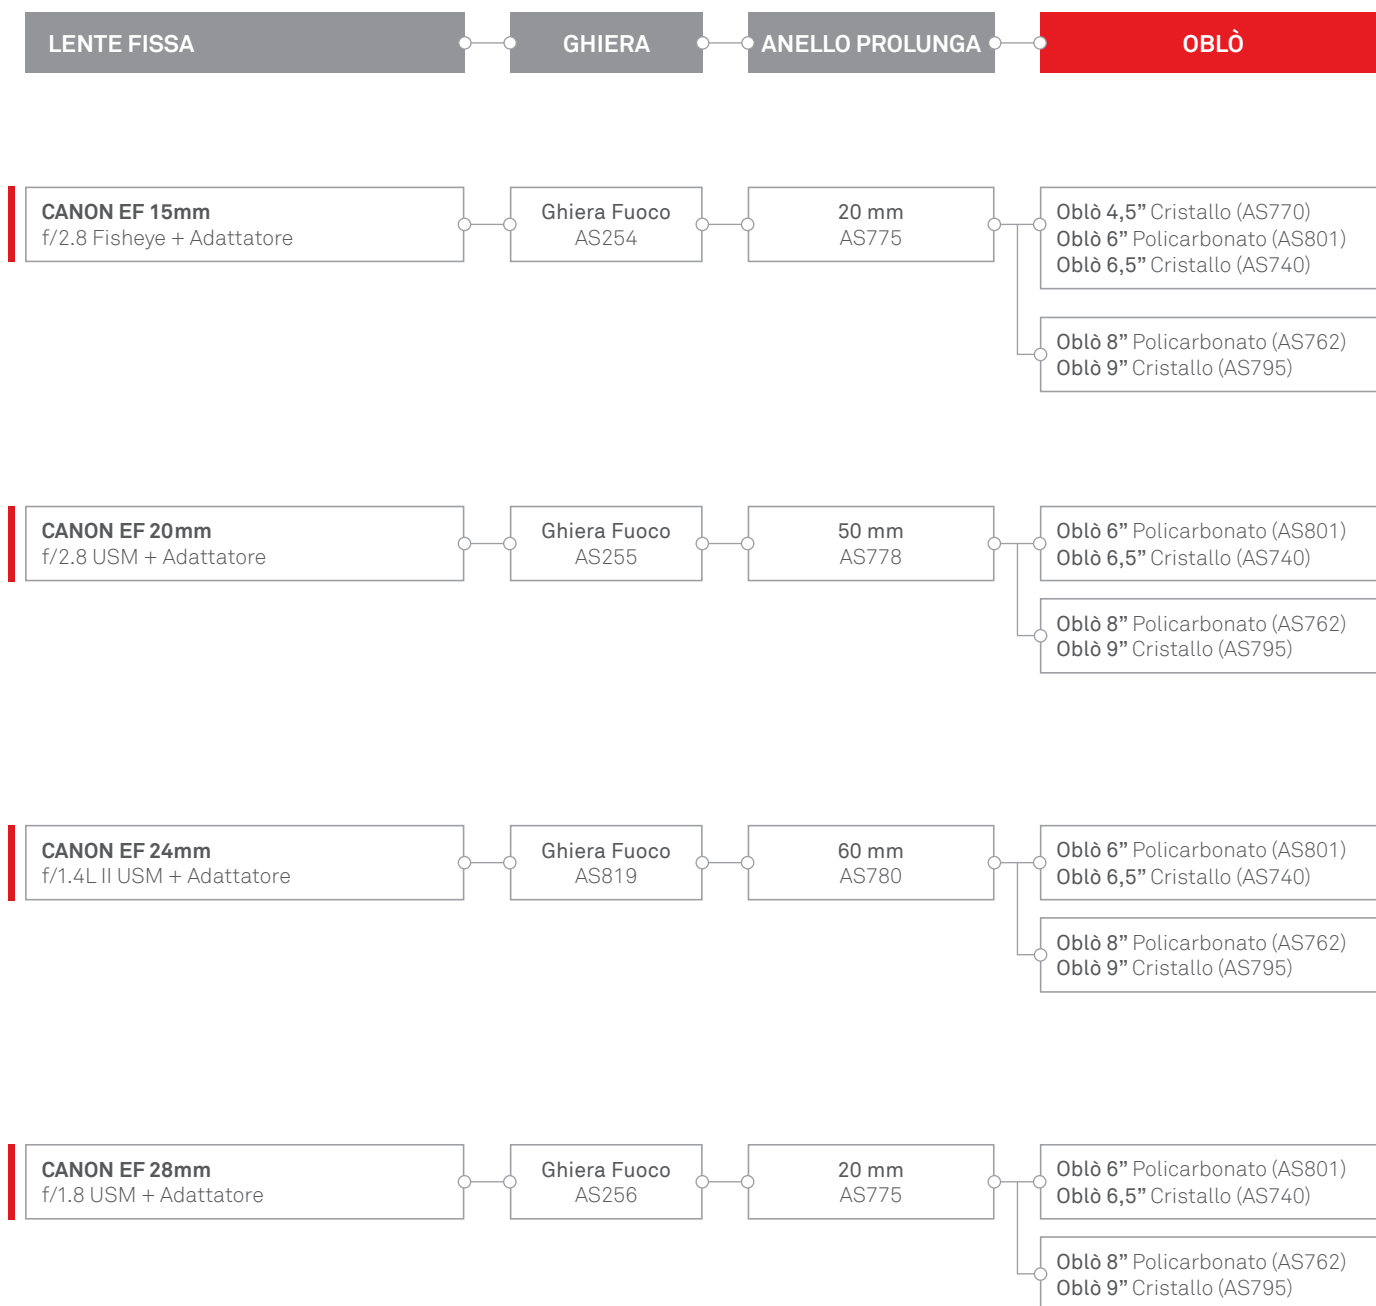 LENTE FISSA
GHIERA
ANELLO PROLUNGA
OBLÒ
CANON EF 15mm
f/2.8 Fisheye + Adattatore
Ghiera Fuoco
AS254
20 mm
AS775
Oblò 4,5” Cristallo (AS770)
Oblò 6” Policarbonato (AS801)
Oblò 6,5” Cristallo (AS740)
Oblò 8” Policarbonato (AS762)
Oblò 9” Cristallo (AS795)
CANON EF 20mm
f/2.8 USM + Adattatore
Ghiera Fuoco
AS255
50 mm
AS778
Oblò 6” Policarbonato (AS801)
Oblò 6,5” Cristallo (AS740)
Oblò 8” Policarbonato (AS762)
Oblò 9” Cristallo (AS795)
CANON EF 24mm
f/1.4L II USM + Adattatore
Ghiera Fuoco
AS819
60 mm
AS780
Oblò 6” Policarbonato (AS801)
Oblò 6,5” Cristallo (AS740)
Oblò 8” Policarbonato (AS762)
Oblò 9” Cristallo (AS795)
CANON EF 28mm
f/1.8 USM + Adattatore
Ghiera Fuoco
AS256
20 mm
AS775
Oblò 6” Policarbonato (AS801)
Oblò 6,5” Cristallo (AS740)
Oblò 8” Policarbonato (AS762)
Oblò 9” Cristallo (AS795)